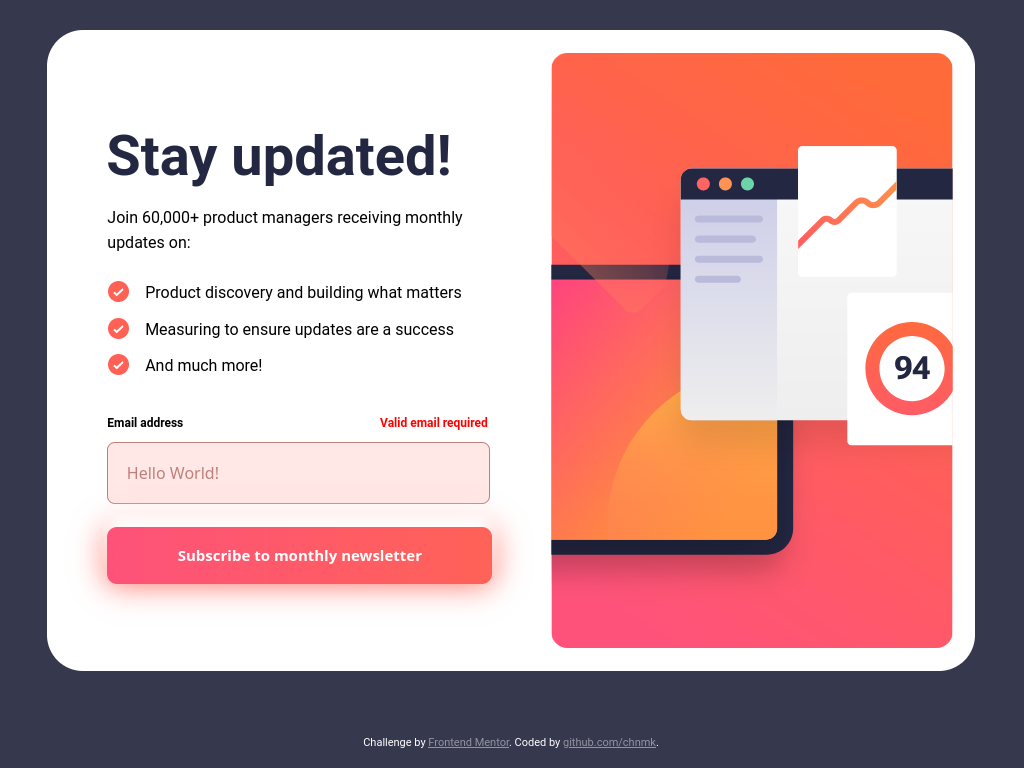 Stay updated!
Join 60,000+ product managers receiving monthly
updates on:
Product discovery and building what matters
Measuring to ensure updates are a success
And much more!
Email address
Valid email required
Hello World!
Subscribe to monthly newsletter
94
Challenge by Frontend Mentor. Coded by github.com/chnmk.